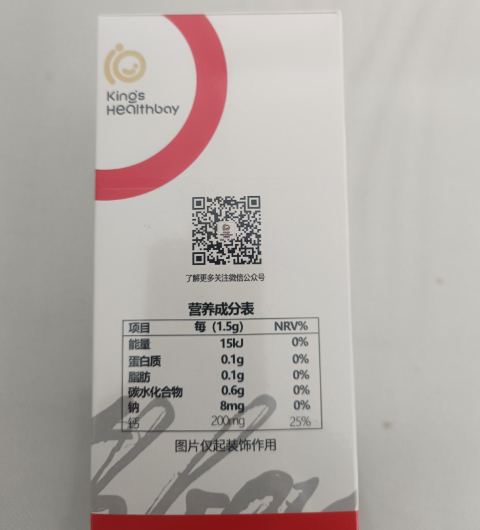 King's
Healthbay
了解更多关注微信公众号
营养成分表
项目 每（1.5g） NRV%
能量 15kJ 0%
蛋白质 0.1g 0%
脂肪 0.1g 0%
碳水化合物 0.6g 0%
钠 8mg 0%
钙 200mg 25%
图片仅起装饰作用